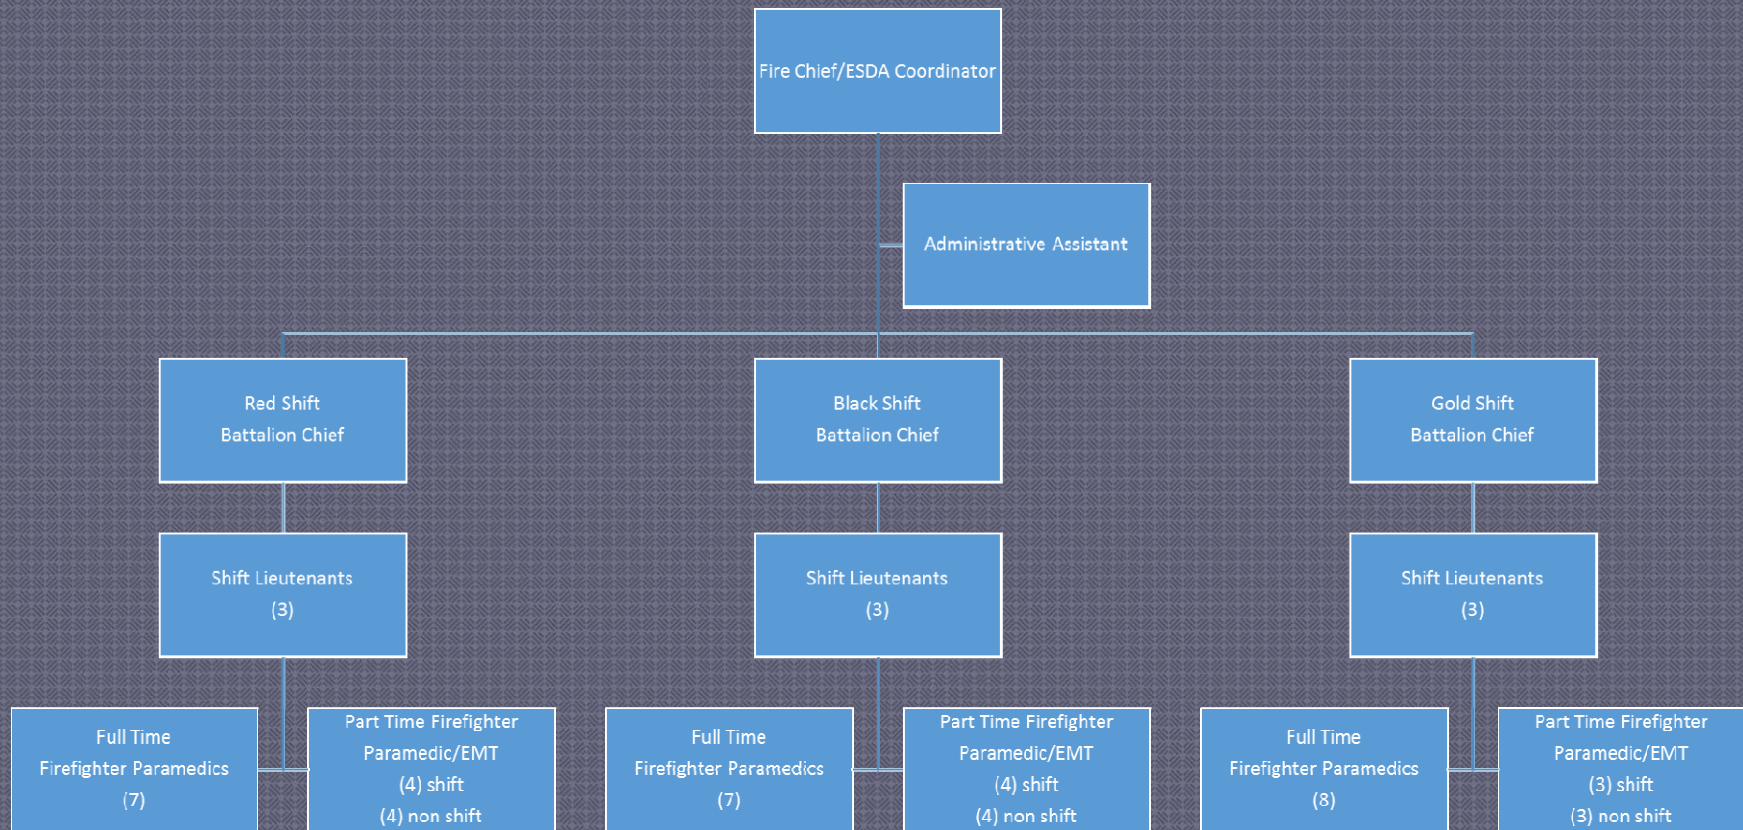 Fire Chief/ESDA Coordinator
Administrative Assistant
Red Shift
Battalion Chief
Black Shift
Battalion Chief
Gold Shift
Battalion Chief
Shift Lieutenants
(3)
Shift Lieutenants
(3)
Shift Lieutenants
(3)
Full Time
Firefighter Paramedics
(7)
Part Time Firefighter
Paramedic/EMT
(4) shift
(4) non shift
Full Time
Firefighter Paramedics
(7)
Part Time Firefighter
Paramedic/EMT
(4) shift
(4) non shift
Full Time
Firefighter Paramedics
(8)
Part Time Firefighter
Paramedic/EMT
(3) shift
(3) non shift